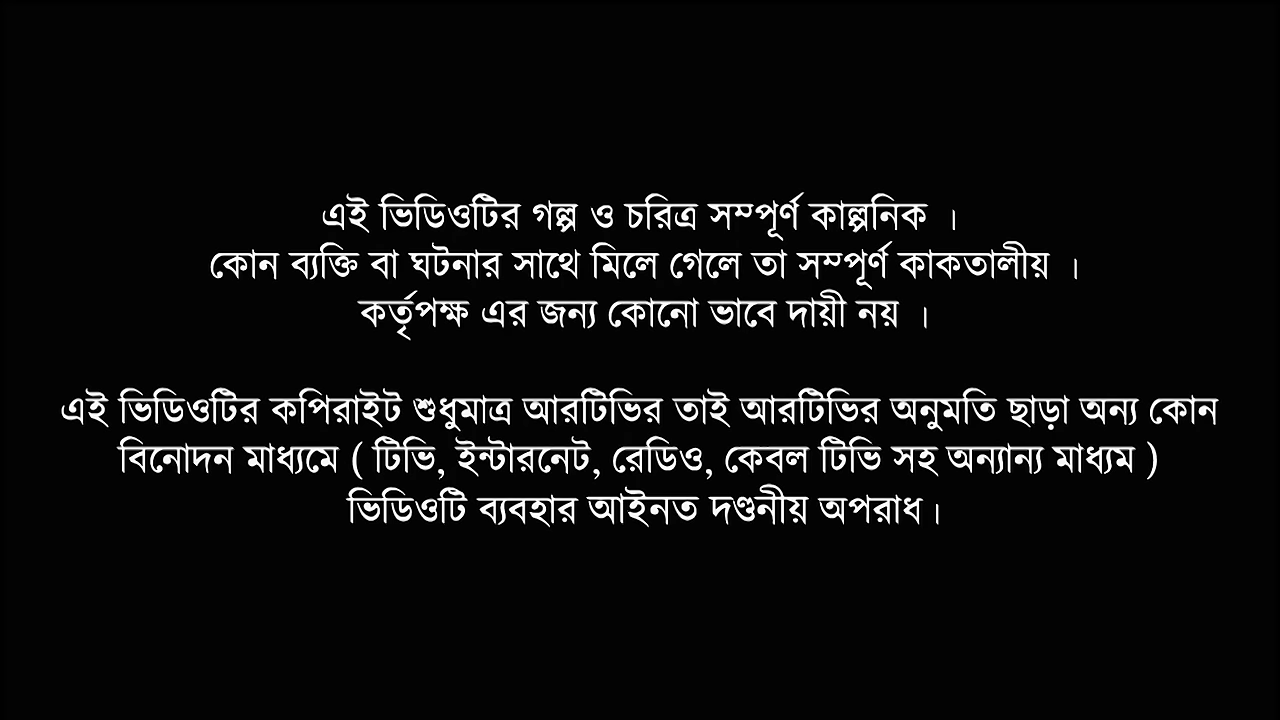 এই ভিডিওটির গল্প ও চরিত্র সম্পূর্ণ কাল্পনিক ।
কোন ব্যক্তি বা ঘটনার সাথে মিলে গেলে তা সম্পূর্ণ কাকতালীয় ।
কর্তৃপক্ষ এর জন্য কোনো ভাবে দায়ী নয় ।
এই ভিডিওটির কপিরাইট শুধুমাত্র আরটিভির তাই আরটিভির অনুমতি ছাড়া অন্য কোন
বিনোদন মাধ্যমে ( টিভি, ইন্টারনেট, রেডিও, কেবল টিভি সহ অন্যান্য মাধ্যম )
ভিডিওটি ব্যবহার আইনত দণ্ডনীয় অপরাধ।